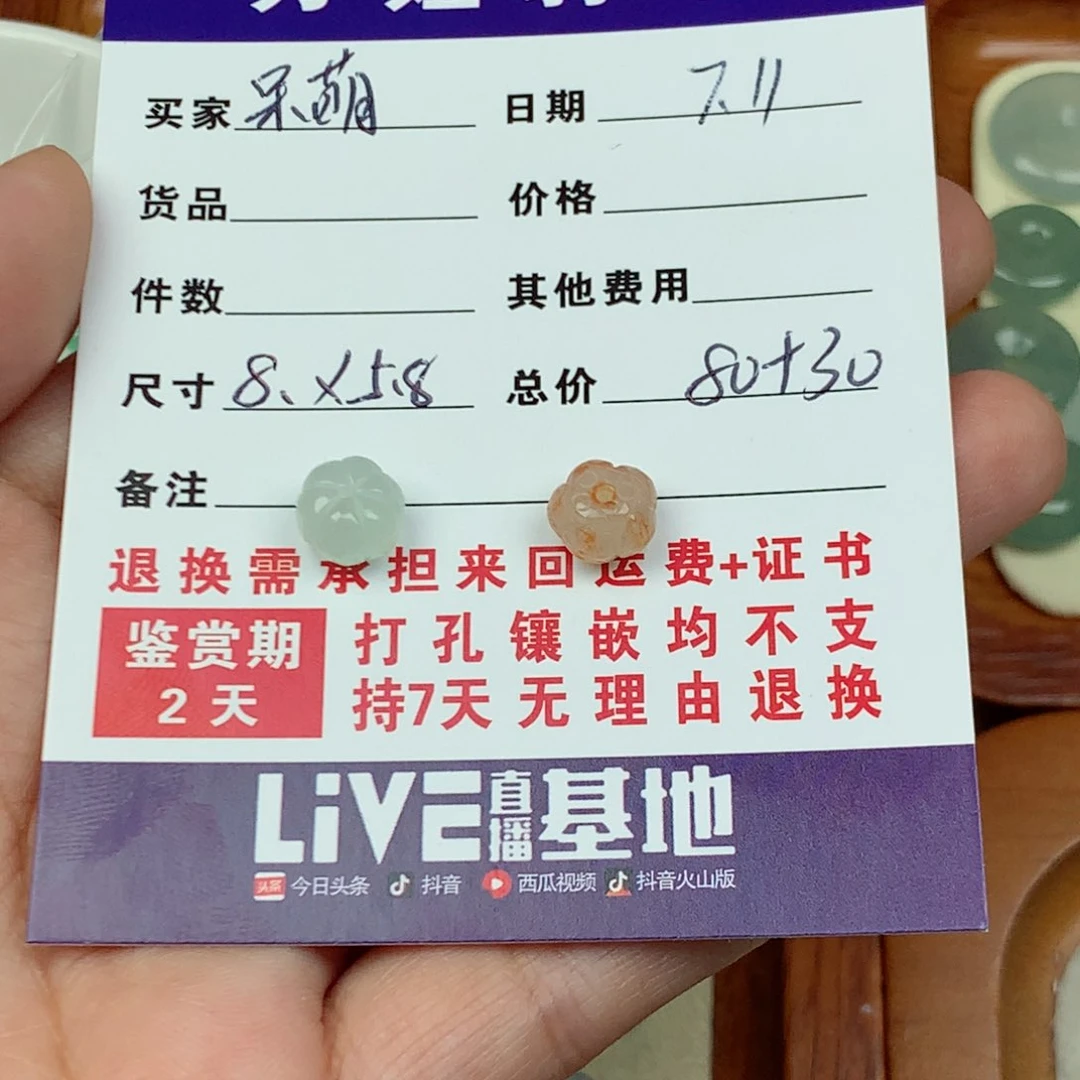 买家 呆萌 日期 7.11
货品 价格
件数 其他费用
尺寸 8.X5.8 总价 80+30
备注
退换需承担来回运费+证书
鉴赏期 打孔镶嵌均不支
2天 持7天无理由退换
LiVE直播基地
头条 今日头条 抖音 西瓜视频 抖音火山版